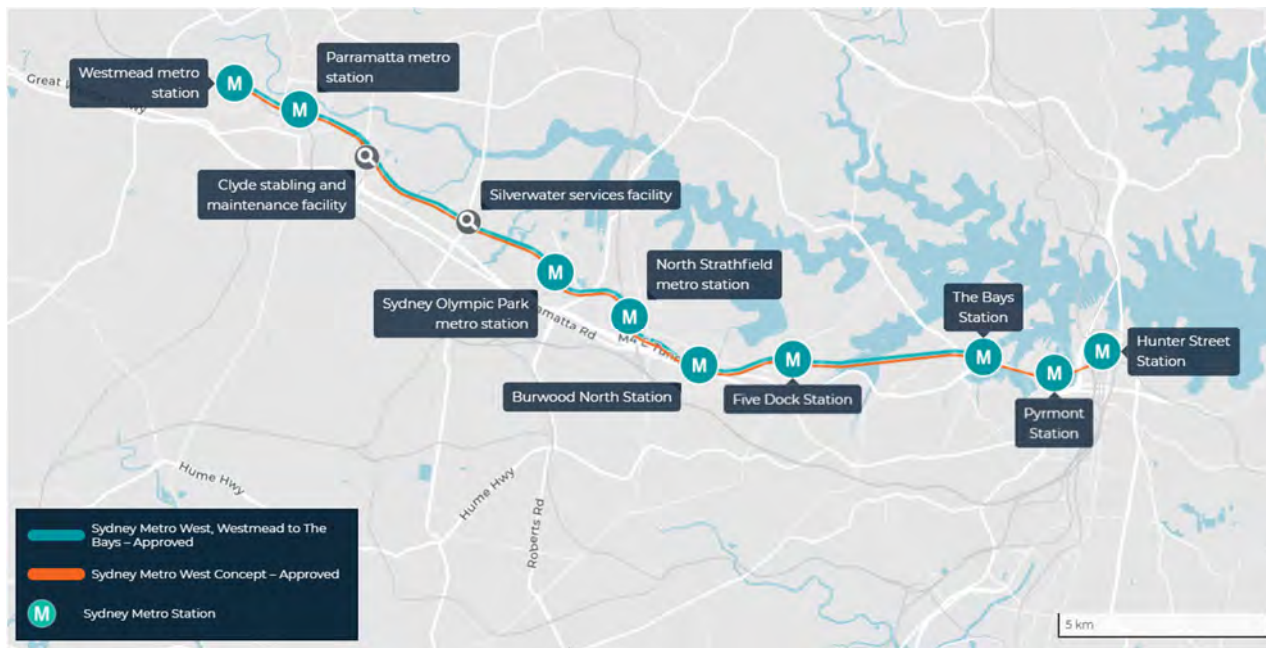 Parramatta metro
station
Westmead metro
station
Great
Hwy
Clyde stabling and
maintenance facility
Silverwater services facility
North Strathfield
metro station
Sydney Olympic Park
metro station
Rd
M4 E
The Bays
Station
Hunter Street
Station
Burwood North Station
Five Dock Station
Pyrmont
Station
Hume Hwy
Hume Hwy
Roberts Rd
Sydney Metro West, Westmead to The
Bays – Approved
Sydney Metro West Concept – Approved
M Sydney Metro Station
5 km
M
M
M
M
M
M
M
M
M